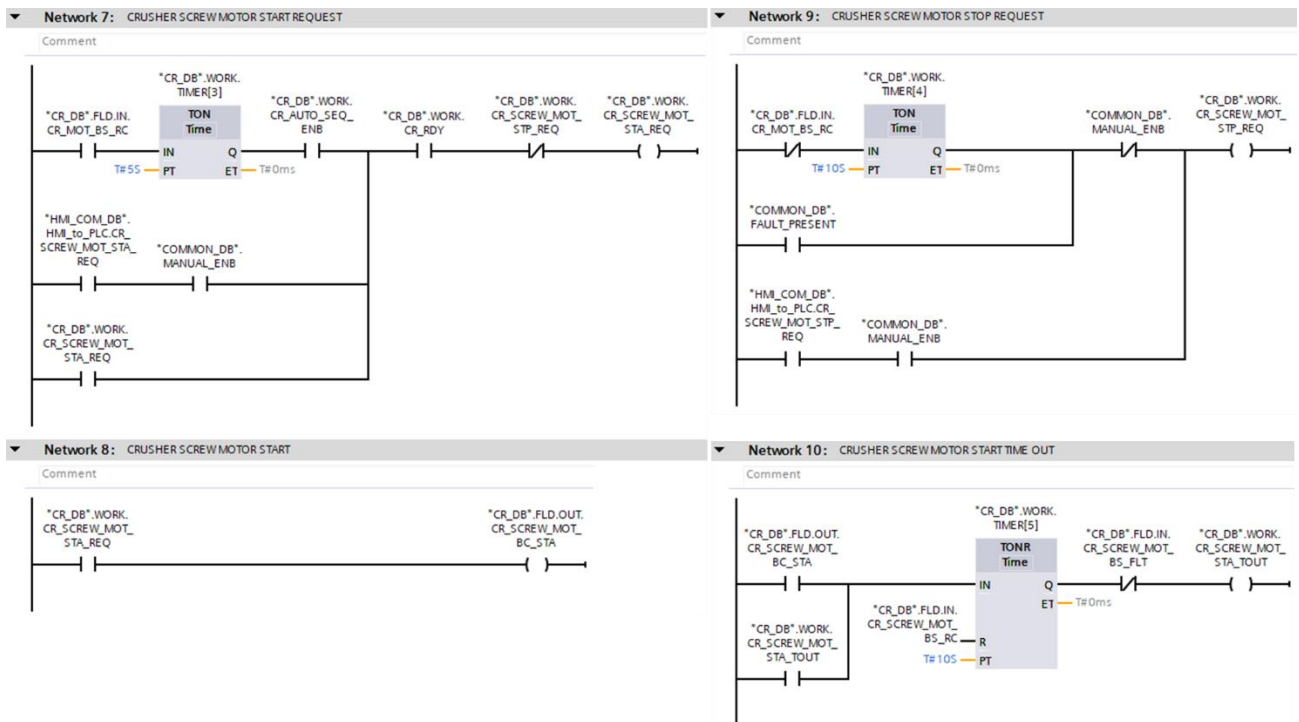 Network 7: CRUSHER SCREW MOTOR START REQUEST
Comment
"CR_DB".WORK.
TIMER[3]
"CR_DB".FLD.IN.
CR_MOT_BS_RC
TON
Time
"CR_DB".WORK.
CR_AUTO_SEQ_
ENB
"CR_DB".WORK.
CR_RDY
"CR_DB".WORK.
CR_SCREW_MOT_
STP_REQ
"CR_DB".WORK.
CR_SCREW_MOT_
STA_REQ
IN Q
T#5S PT ET T#0ms
"HMI_COM_DB".
HMI_to_PLC.CR_
SCREW_MOT_STA_
REQ
"COMMON_DB".
MANUAL_ENB
"CR_DB".WORK.
CR_SCREW_MOT_
STA_REQ
Network 8: CRUSHER SCREW MOTOR START
Comment
"CR_DB".WORK.
CR_SCREW_MOT_
STA_REQ
"CR_DB".FLD.OUT.
CR_SCREW_MOT_
BC_STA
Network 9: CRUSHER SCREW MOTOR STOP REQUEST
Comment
"CR_DB".WORK.
TIMER[4]
"CR_DB".FLD.IN.
CR_MOT_BS_RC
TON
Time
"COMMON_DB".
MANUAL_ENB
"CR_DB".WORK.
CR_SCREW_MOT_
STP_REQ
IN Q
T#10S PT ET T#0ms
"COMMON_DB".
FAULT_PRESENT
"HMI_COM_DB".
HMI_to_PLC.CR_
SCREW_MOT_STP_
REQ
"COMMON_DB".
MANUAL_ENB
Network 10: CRUSHER SCREW MOTOR START TIME OUT
Comment
"CR_DB".WORK.
TIMER[5]
"CR_DB".FLD.OUT.
CR_SCREW_MOT_
BC_STA
TONR
Time
"CR_DB".FLD.IN.
CR_SCREW_MOT_
BS_FLT
"CR_DB".WORK.
CR_SCREW_MOT_
STA_TOUT
IN Q
ET T#0ms
"CR_DB".FLD.IN.
CR_SCREW_MOT_
BS_RC R
T#10S PT
"CR_DB".WORK.
CR_SCREW_MOT_
STA_TOUT